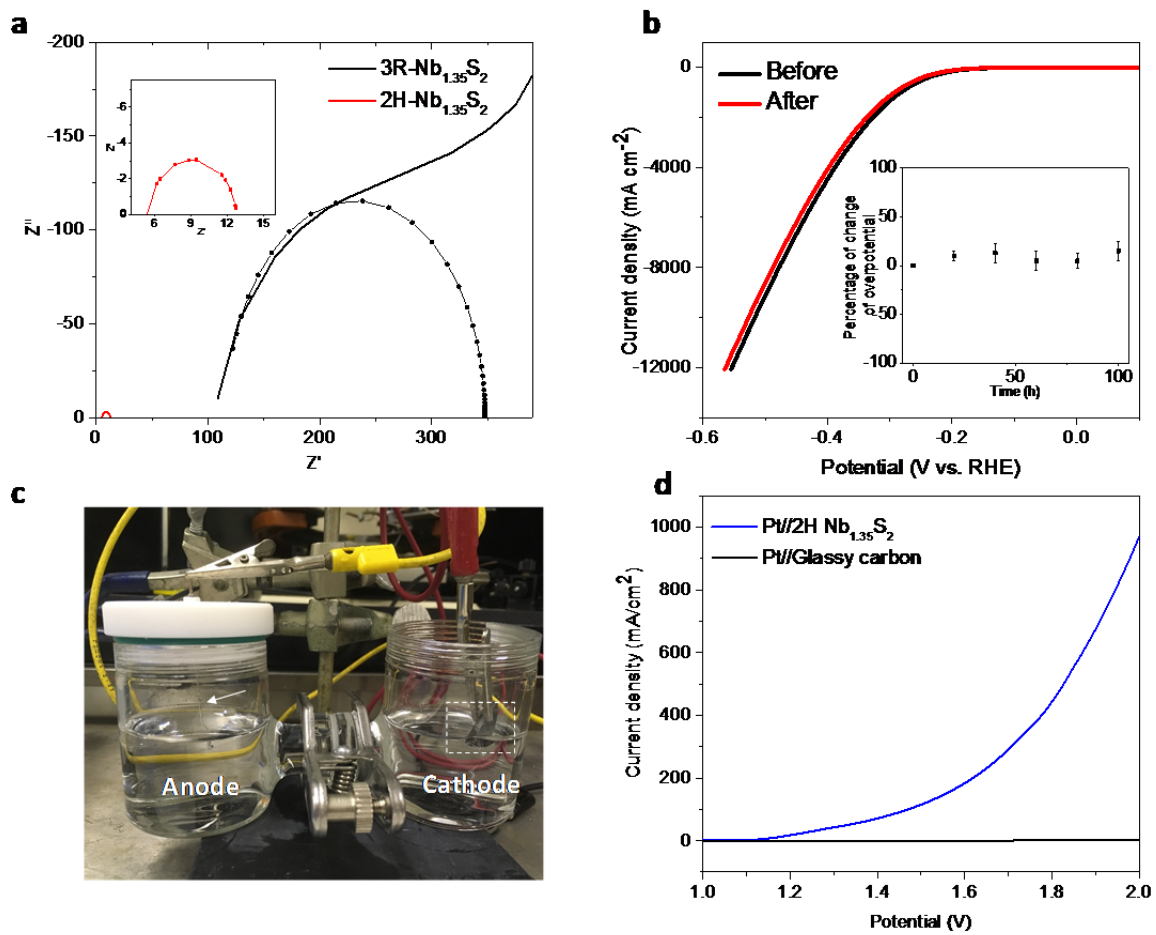 a
-200
-150
-100
-50
0
Z''
0
100
200
300
Z'
3R-Nb1.35S2
2H-Nb1.35S2
-6
-4
-2
0
Z'
6
9
12
15
Z'
b
0
-4000
-8000
-12000
Current density (mA cm-2)
Before
After
-0.6
-0.4
-0.2
0.0
Potential (V vs. RHE)
100
50
0
-50
-100
Percentage of change
of overpotential
0
50
100
Time (h)
c
Anode
Cathode
d
1000
800
600
400
200
0
Current density (mA/cm2)
Pt//2H Nb1.35S2
Pt//Glassy carbon
1.0
1.2
1.4
1.6
1.8
2.0
Potential (V)